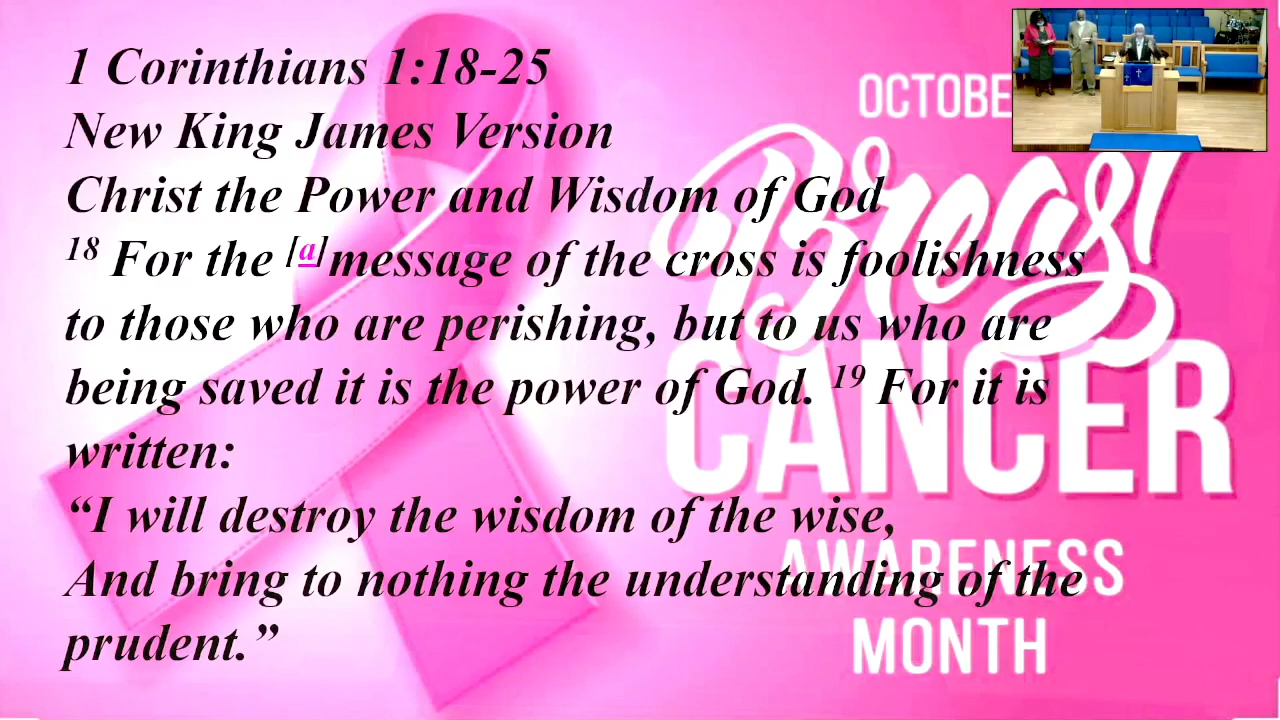 1 Corinthians 1:18-25
New King James Version
Christ the Power and Wisdom of God
18 For the [a]message of the cross is foolishness
to those who are perishing, but to us who are
being saved it is the power of God. 19 For it is
written:
“I will destroy the wisdom of the wise,
And bring to nothing the understanding of the
prudent.”
OCTOBE
Breast
CANCER
AWARENESS
MONTH